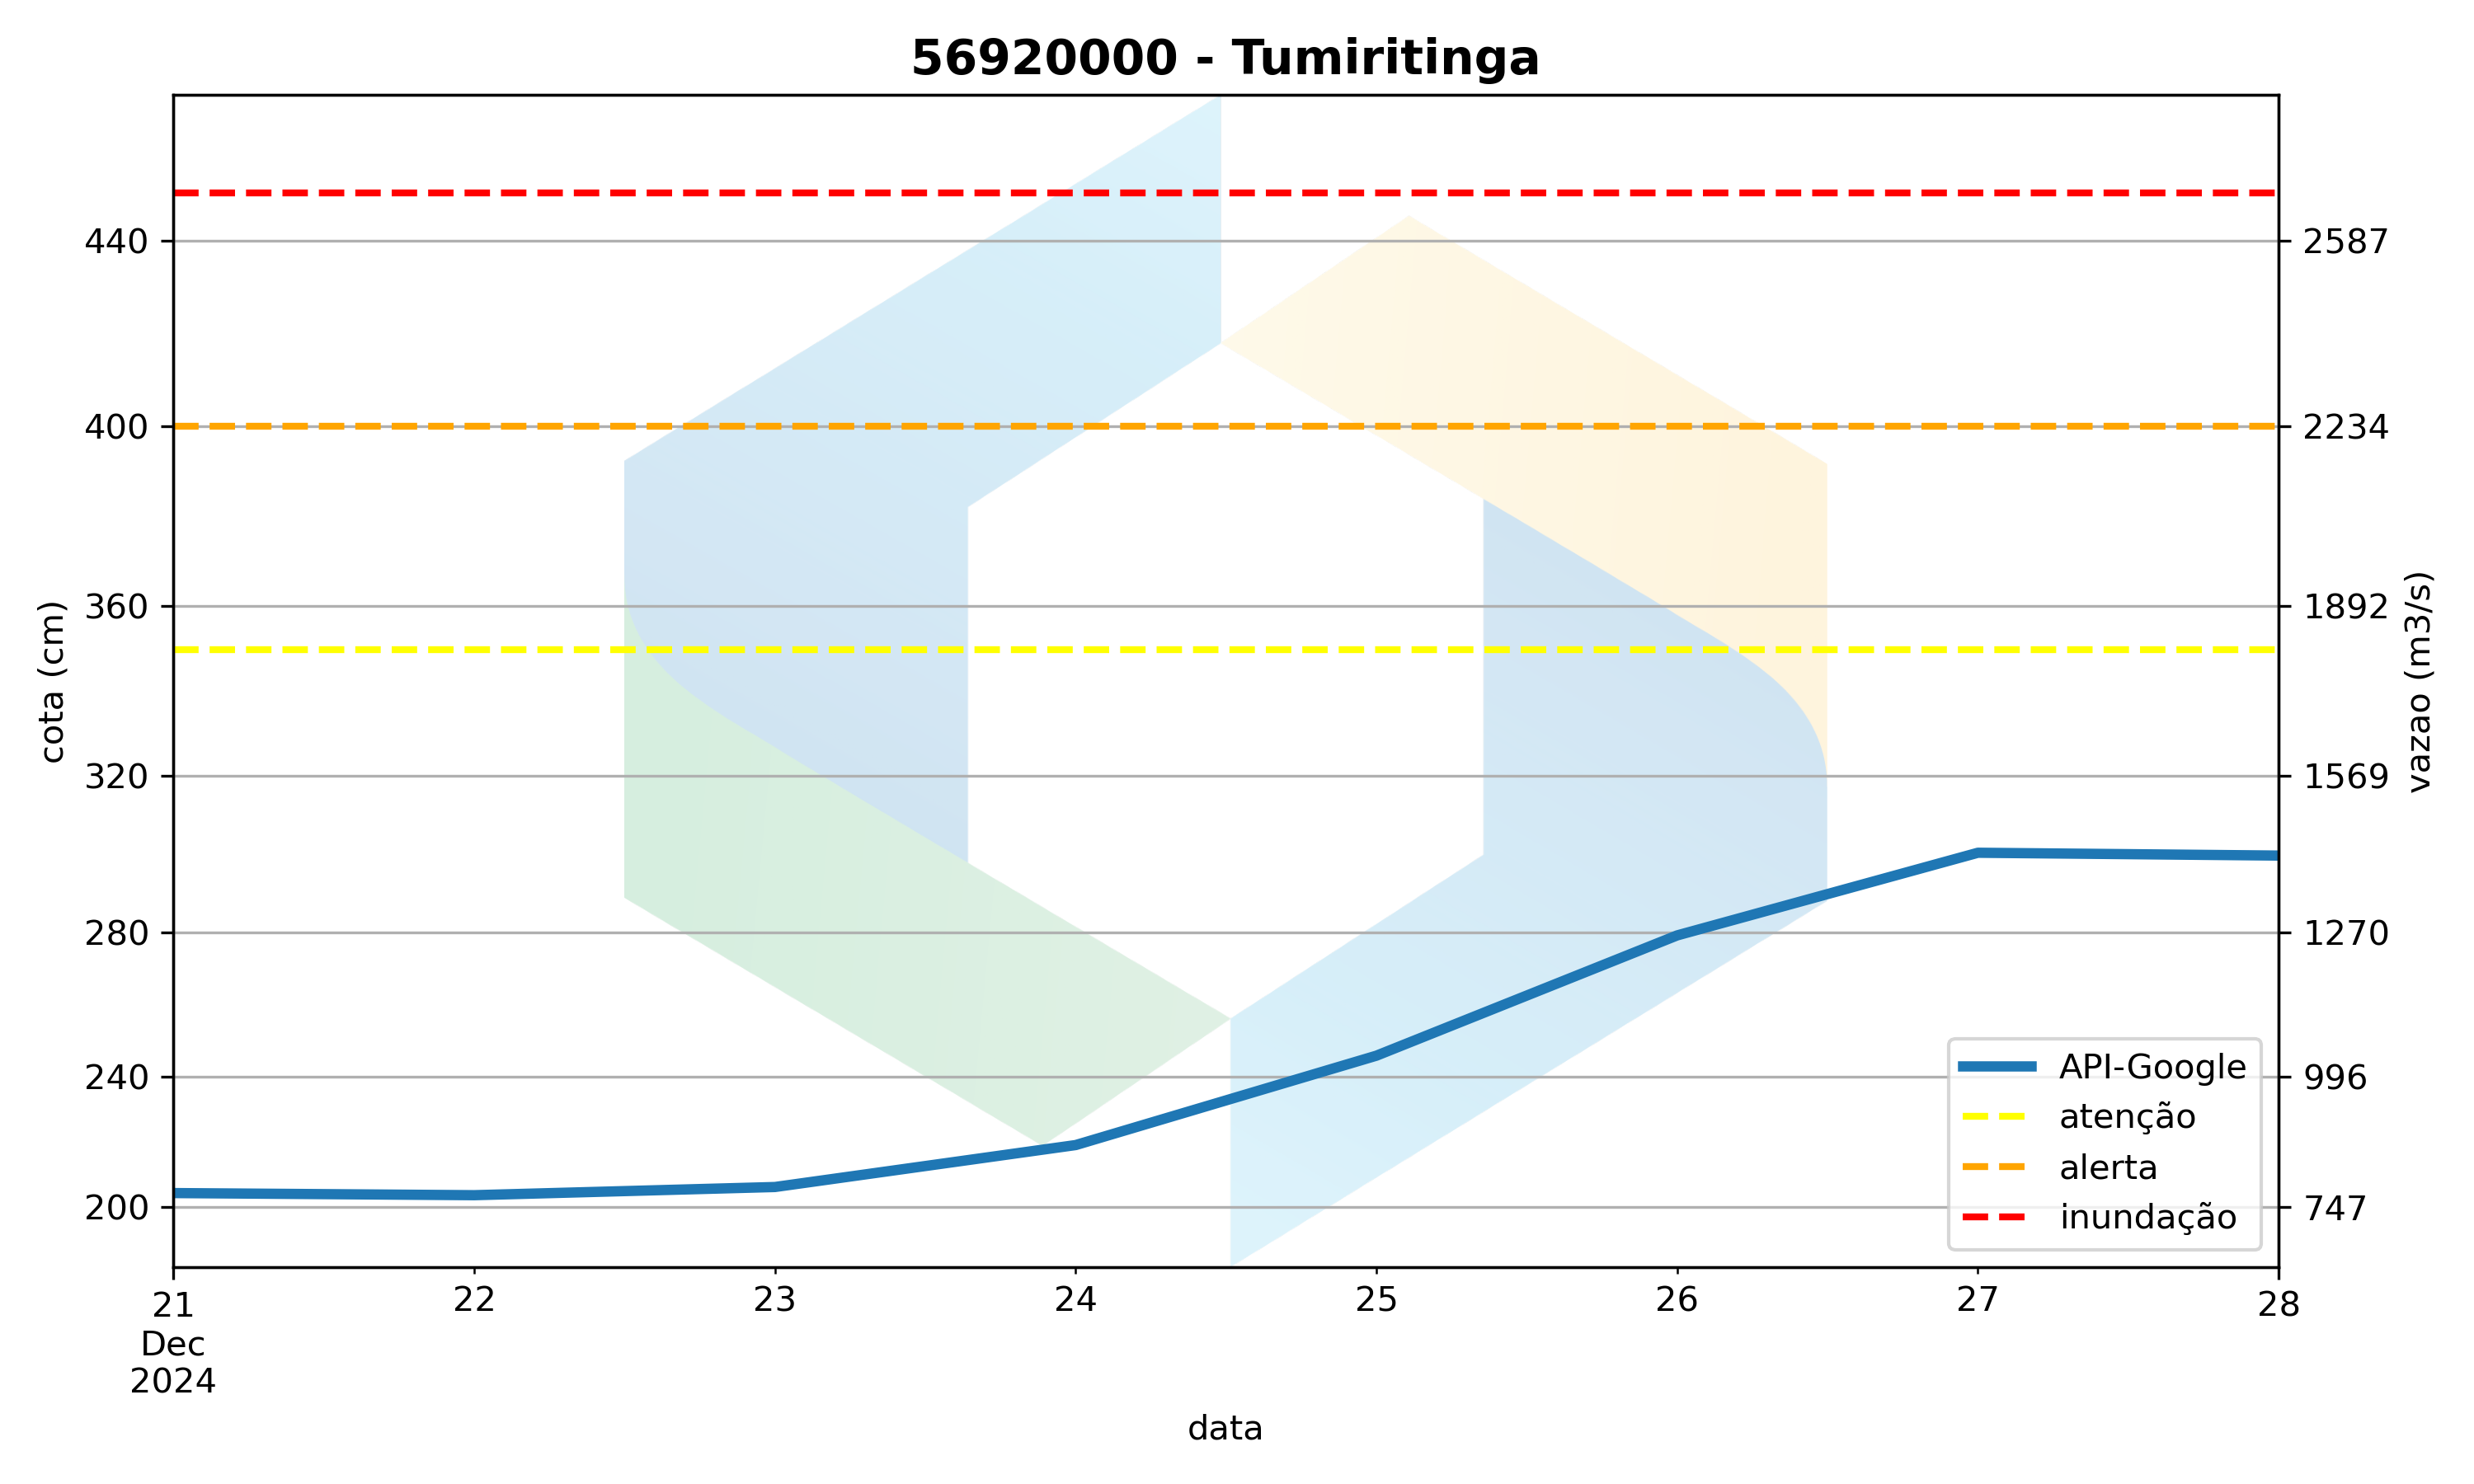 56920000 - Tumiritinga
cota (cm)
440
400
360
320
280
240
200
2587
2234
1892
1569
1270
996
747
vazao (m3/s)
API-Google
atenção
alerta
inundação
21 22 23 24 25 26 27 28
Dec
2024
data